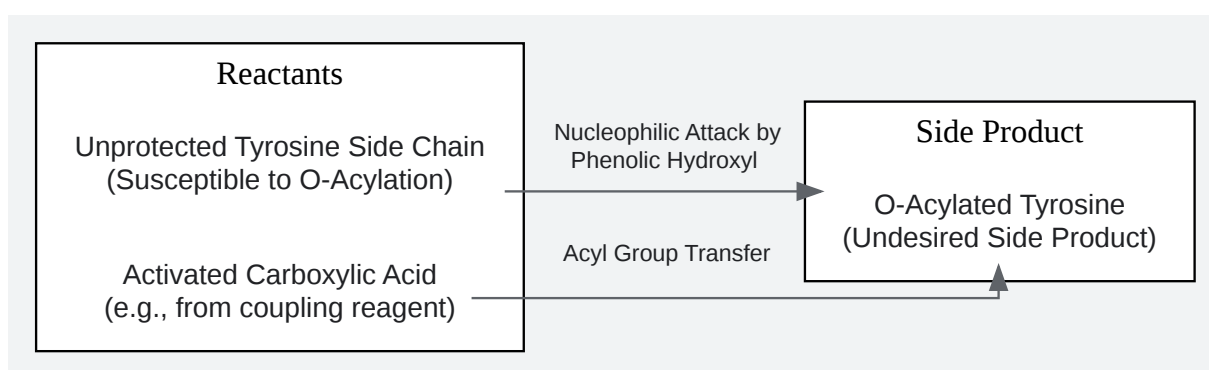 Reactants
Unprotected Tyrosine Side Chain
(Susceptible to O-Acylation)
Activated Carboxylic Acid
(e.g., from coupling reagent)
Nucleophilic Attack by
Phenolic Hydroxyl
Acyl Group Transfer
Side Product
O-Acylated Tyrosine
(Undesired Side Product)